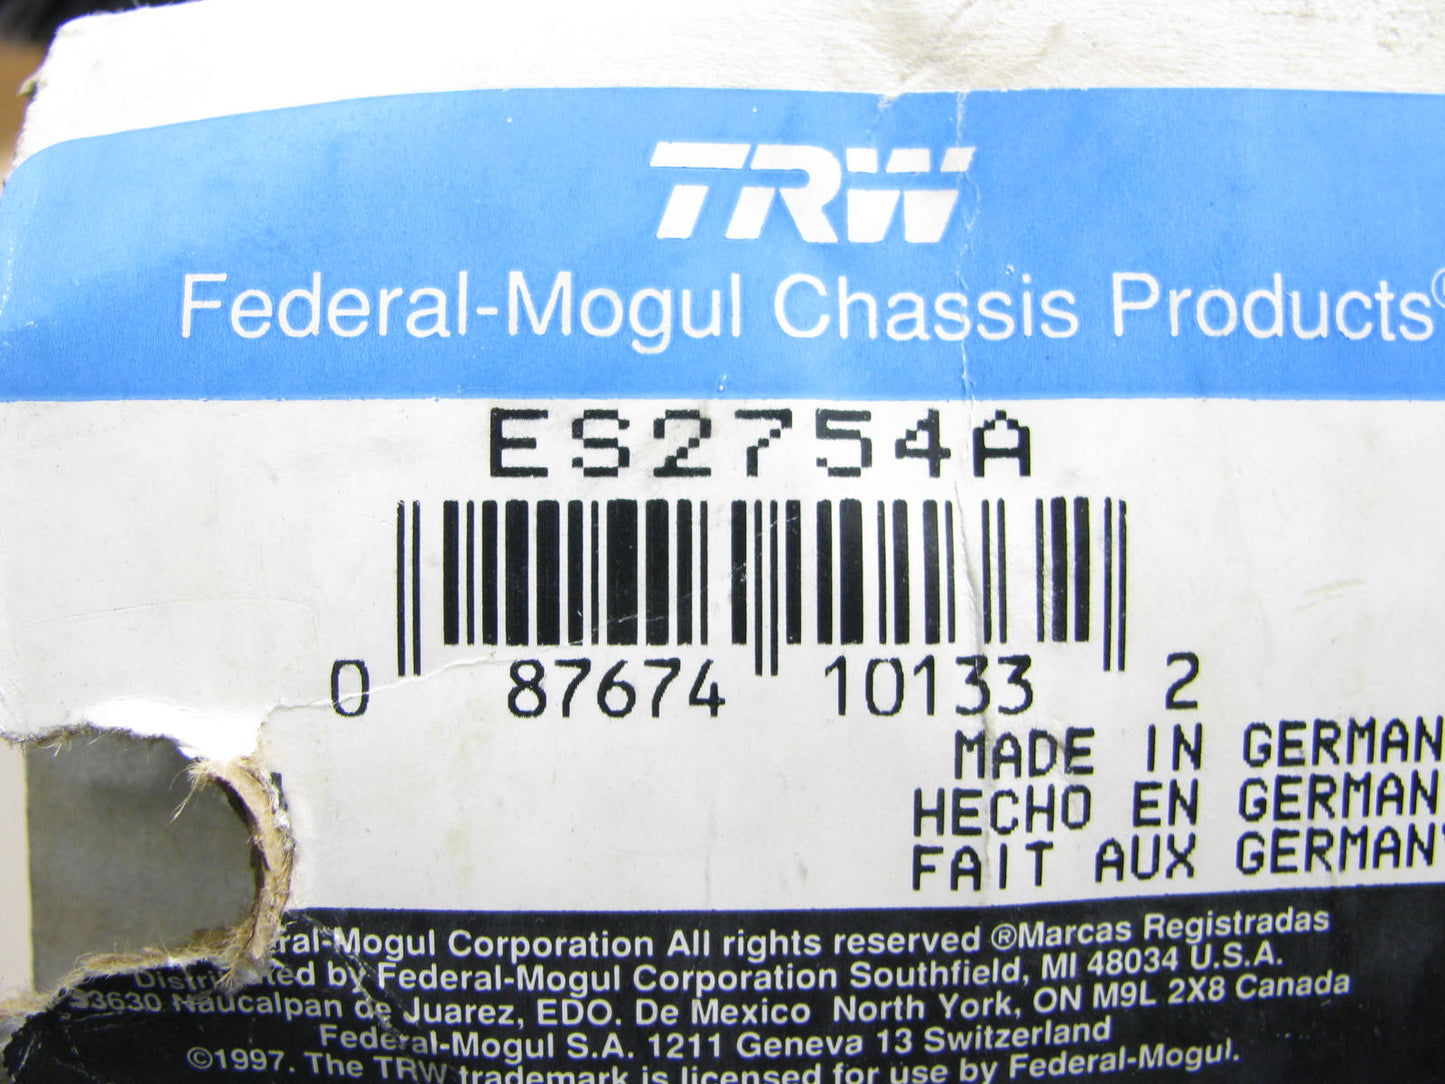 TRW
Federal-Mogul Chassis Products®
ES2754A
0 87674 10133 2
MADE IN GERMAN
HECHO EN GERMAN
FAIT AUX GERMAN
ral-Mogul Corporation All rights reserved ®Marcas Registradas
Distributed by Federal-Mogul Corporation Southfield, MI 48034 U.S.A.
53630 Naucalpan de Juarez, EDO. De Mexico North York, ON M9L 2X8 Canada
Federal-Mogul S.A. 1211 Geneva 13 Switzerland
©1997. The TRW trademark is licensed for use by Federal-Mogul.